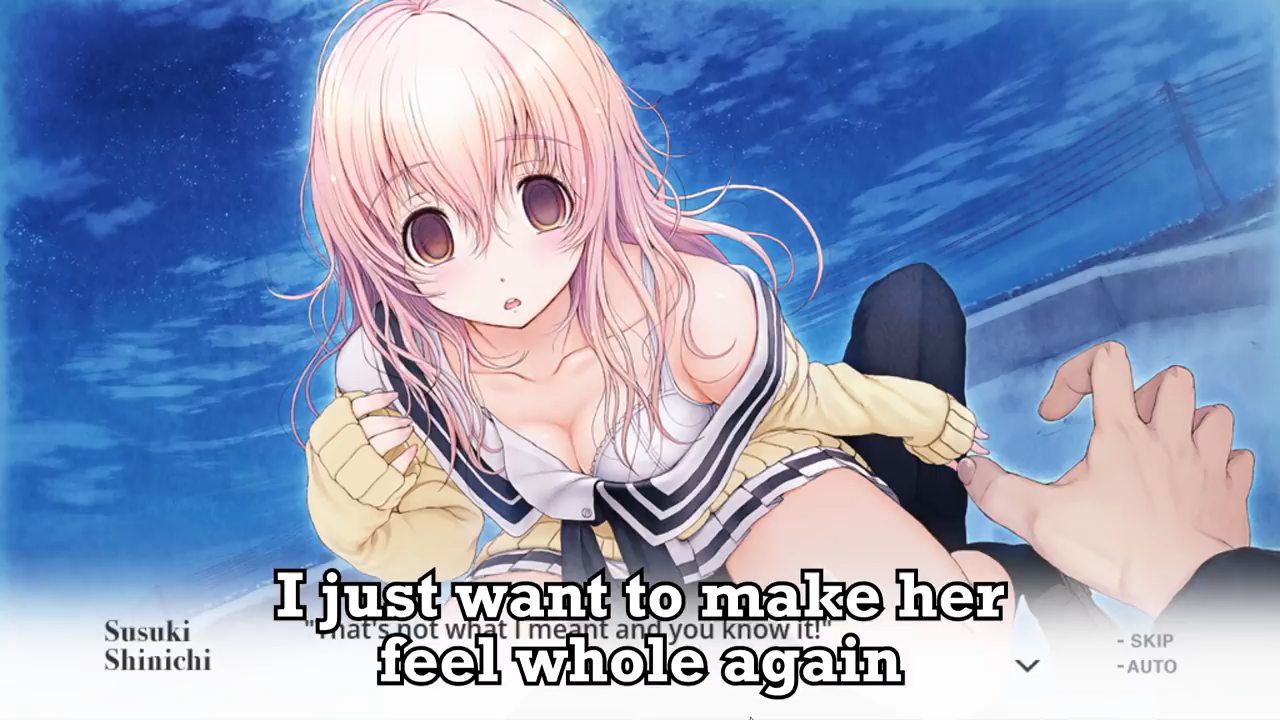 I just want to make her
"That's not what I meant and you know it!"
feel whole again
Susuki
Shinichi
- SKIP
- AUTO